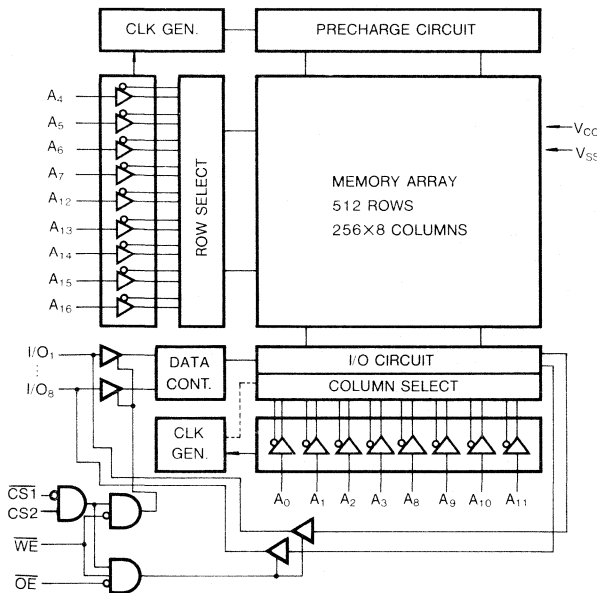 CLK GEN.
PRECHARGE CIRCUIT
A4
A5
A6
A7
A12
A13
A14
A15
A16
ROW SELECT
MEMORY ARRAY
512 ROWS
256×8 COLUMNS
VCC
VSS
I/O1
I/O8
DATA
CONT.
I/O CIRCUIT
COLUMN SELECT
CLK
GEN.
A0 A1 A2 A3 A8 A9 A10 A11
CS1
CS2
WE
OE